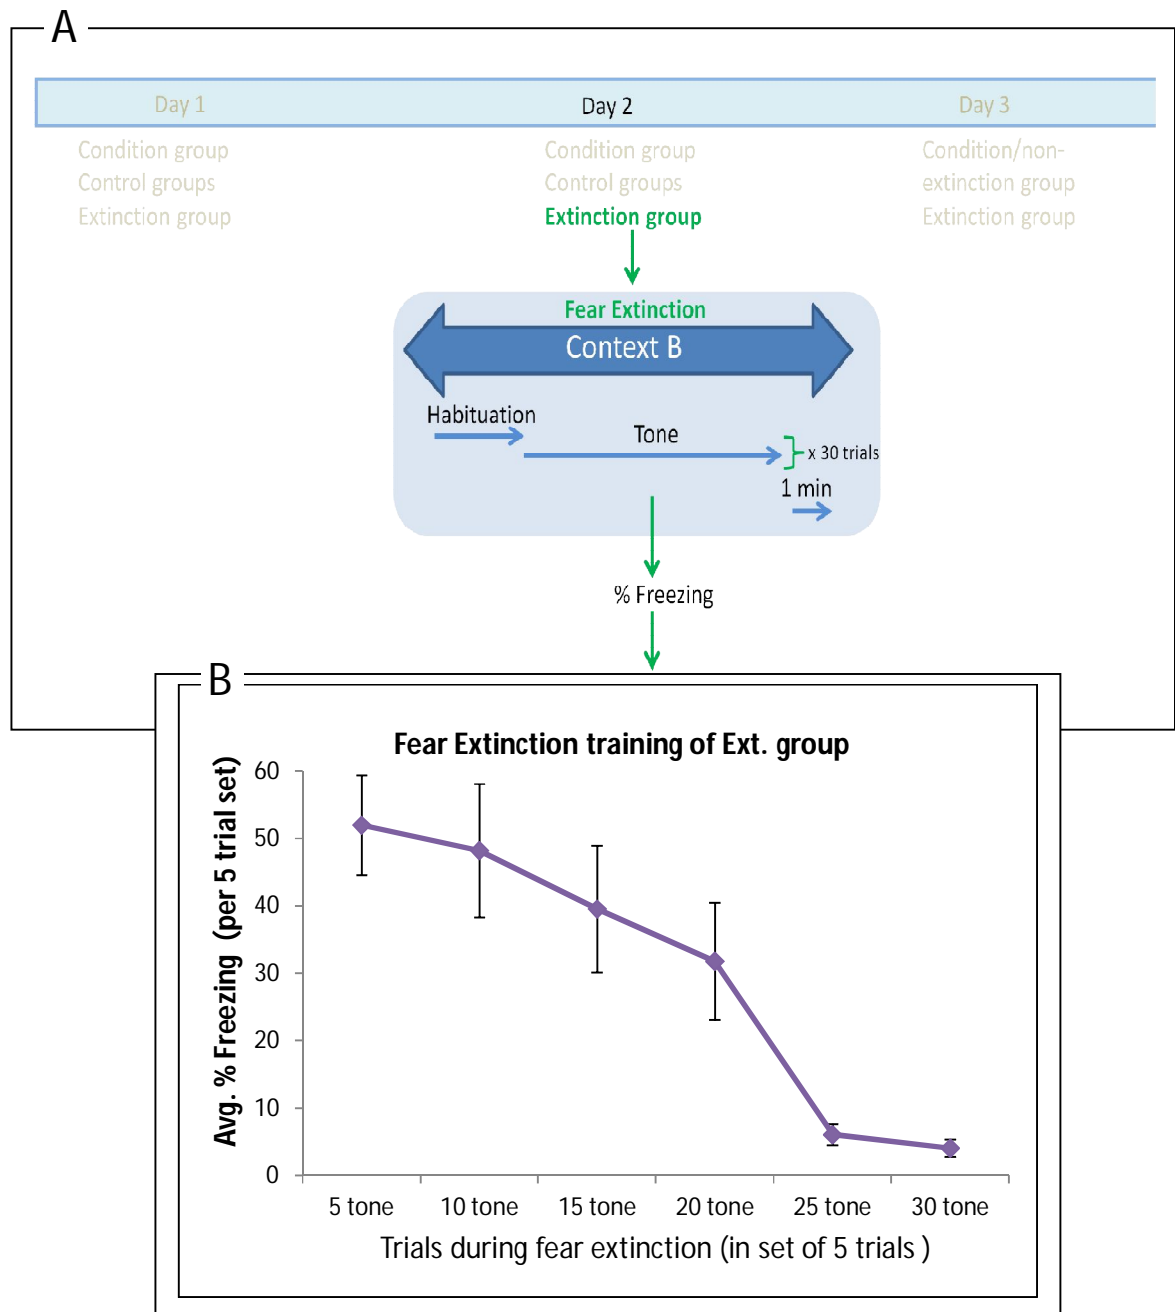 A
Day 1
Day 2
Day 3
Condition group
Control groups
Extinction group
Condition group
Control groups
Extinction group
Condition/non-
extinction group
Extinction group
Fear Extinction
Context B
Habituation
Tone
x 30 trials
1 min
% Freezing
B
Fear Extinction training of Ext. group
Avg. % Freezing (per 5 trial set)
60
50
40
30
20
10
0
5 tone 10 tone 15 tone 20 tone 25 tone 30 tone
Trials during fear extinction (in set of 5 trials )